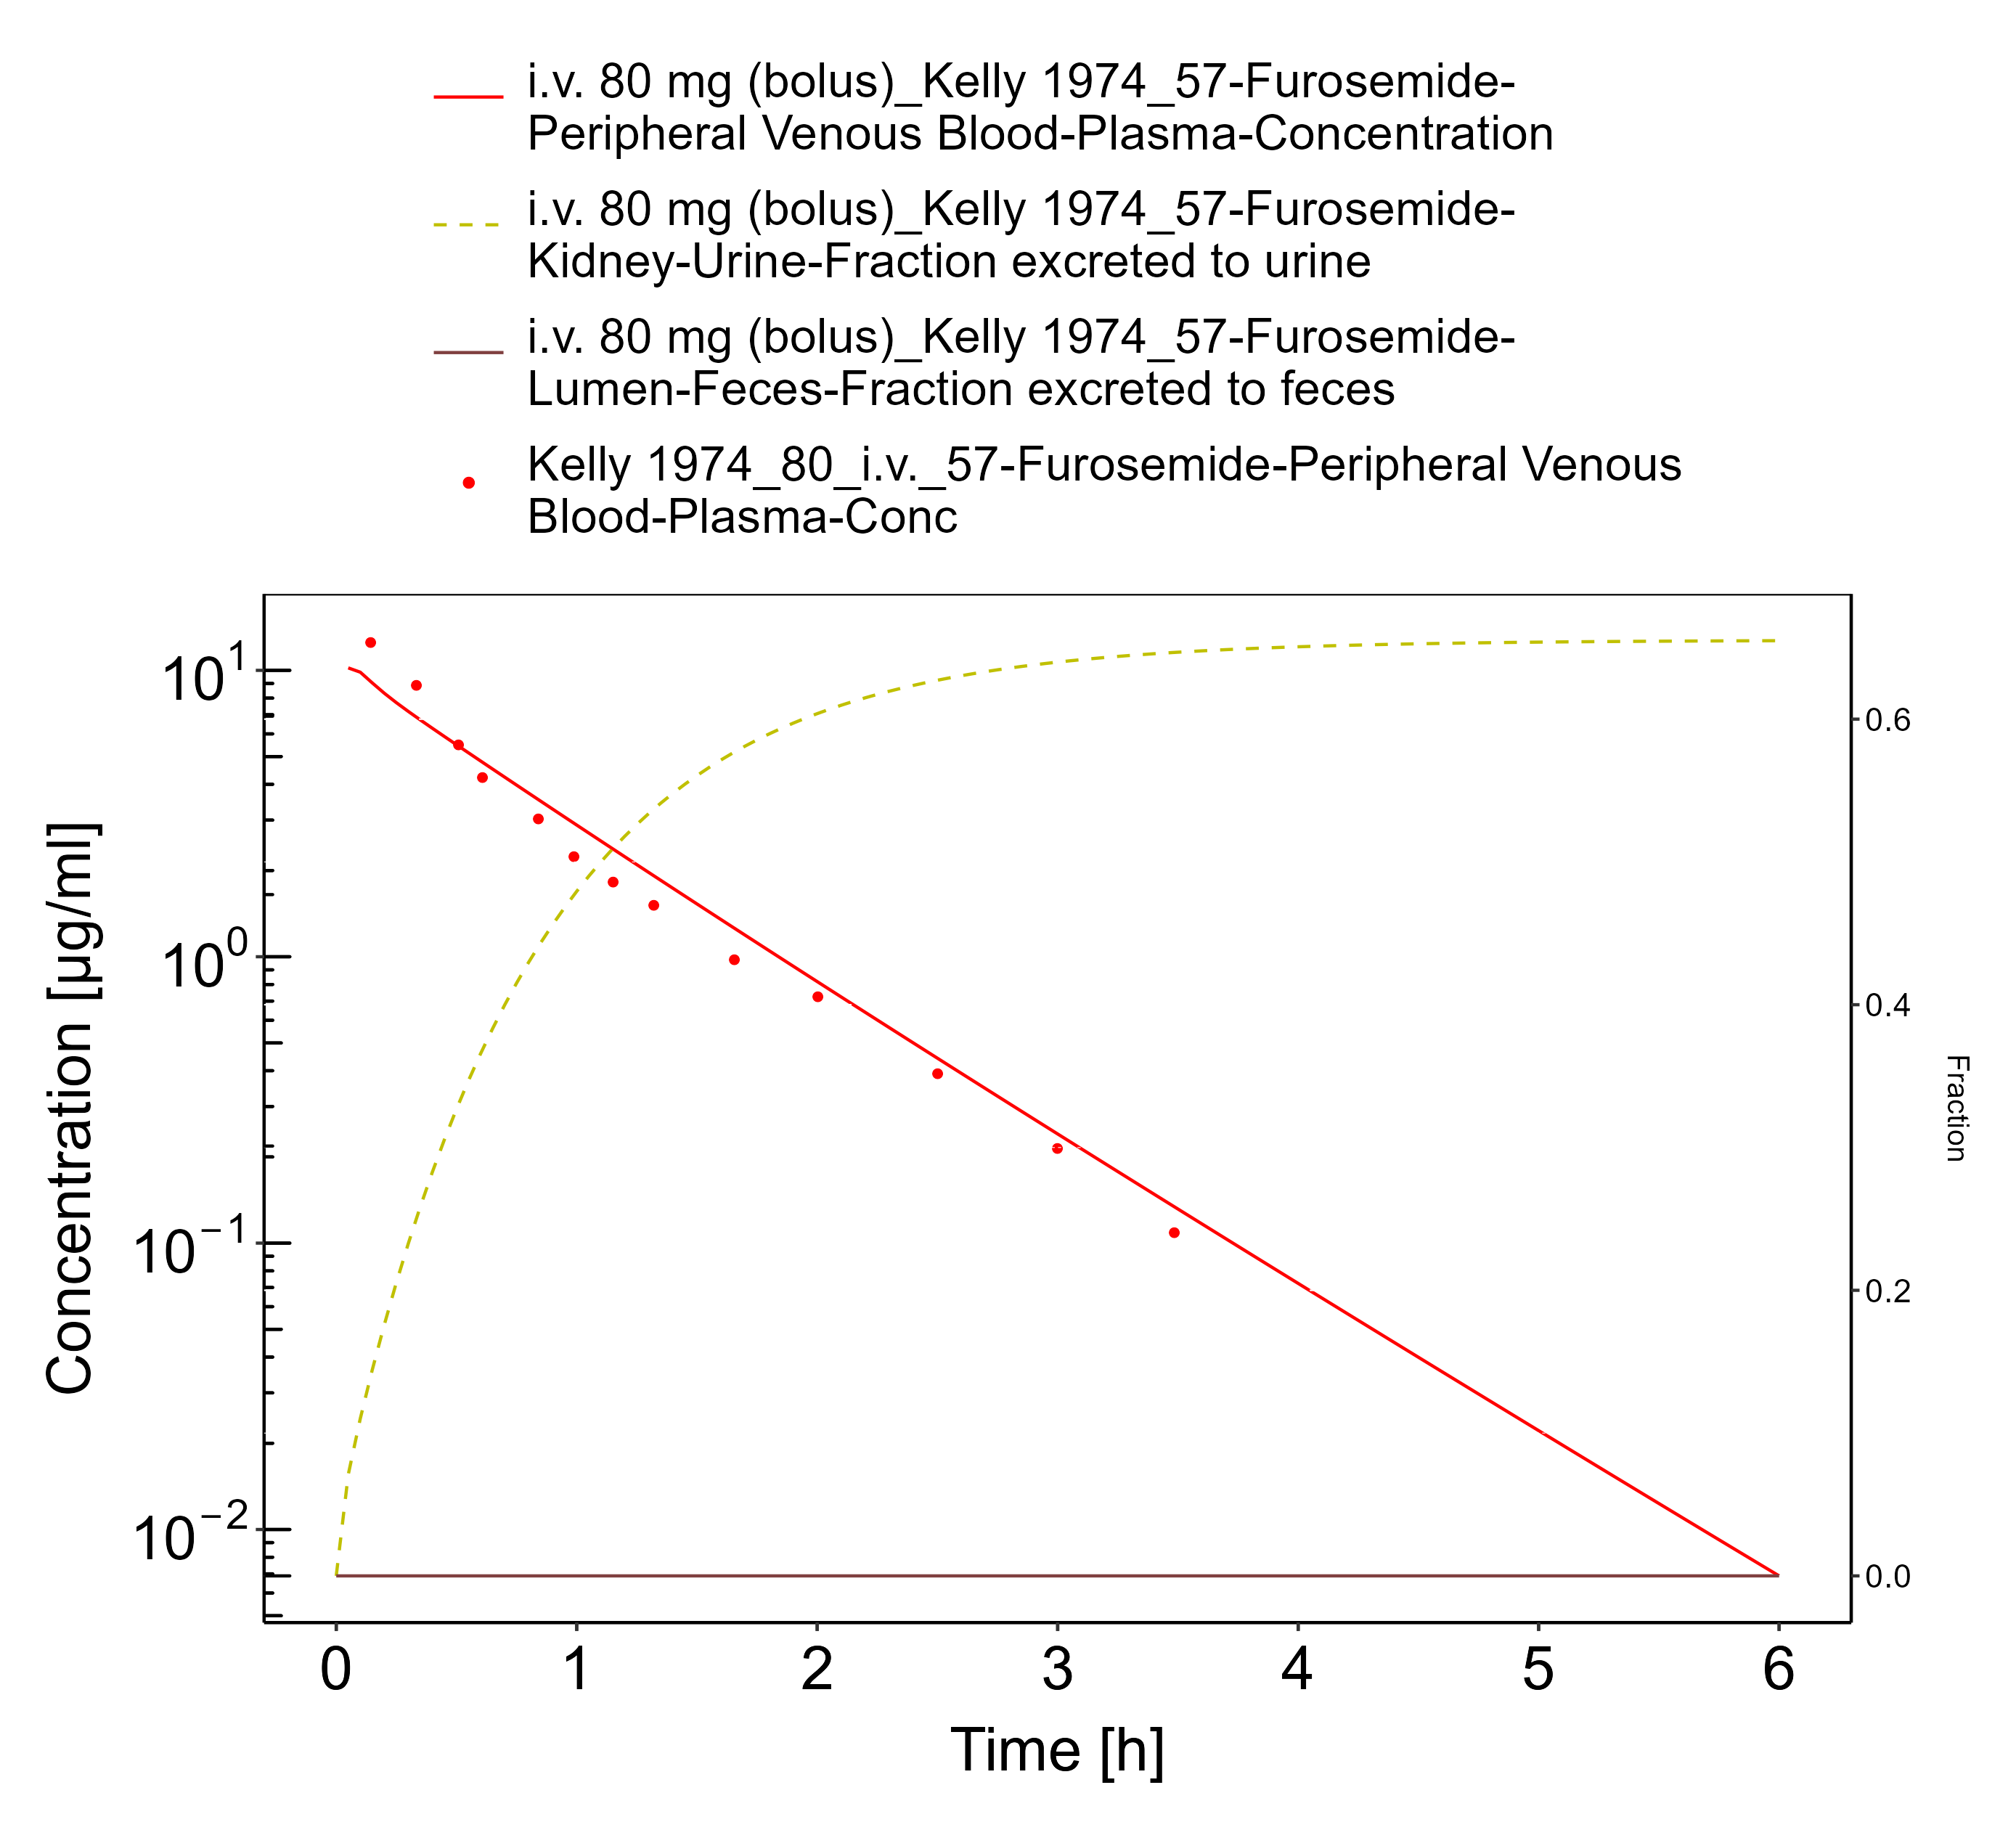 i.v. 80 mg (bolus)_Kelly 1974_57-Furosemide-
Peripheral Venous Blood-Plasma-Concentration
i.v. 80 mg (bolus)_Kelly 1974_57-Furosemide-
Kidney-Urine-Fraction excreted to urine
i.v. 80 mg (bolus)_Kelly 1974_57-Furosemide-
Lumen-Feces-Fraction excreted to feces
Kelly 1974_80_i.v._57-Furosemide-Peripheral Venous
Blood-Plasma-Conc
Concentration [µg/ml]
10^1
10^0
10^−1
10^−2
0.6
0.4
0.2
0.0
Fraction
0 1 2 3 4 5 6
Time [h]